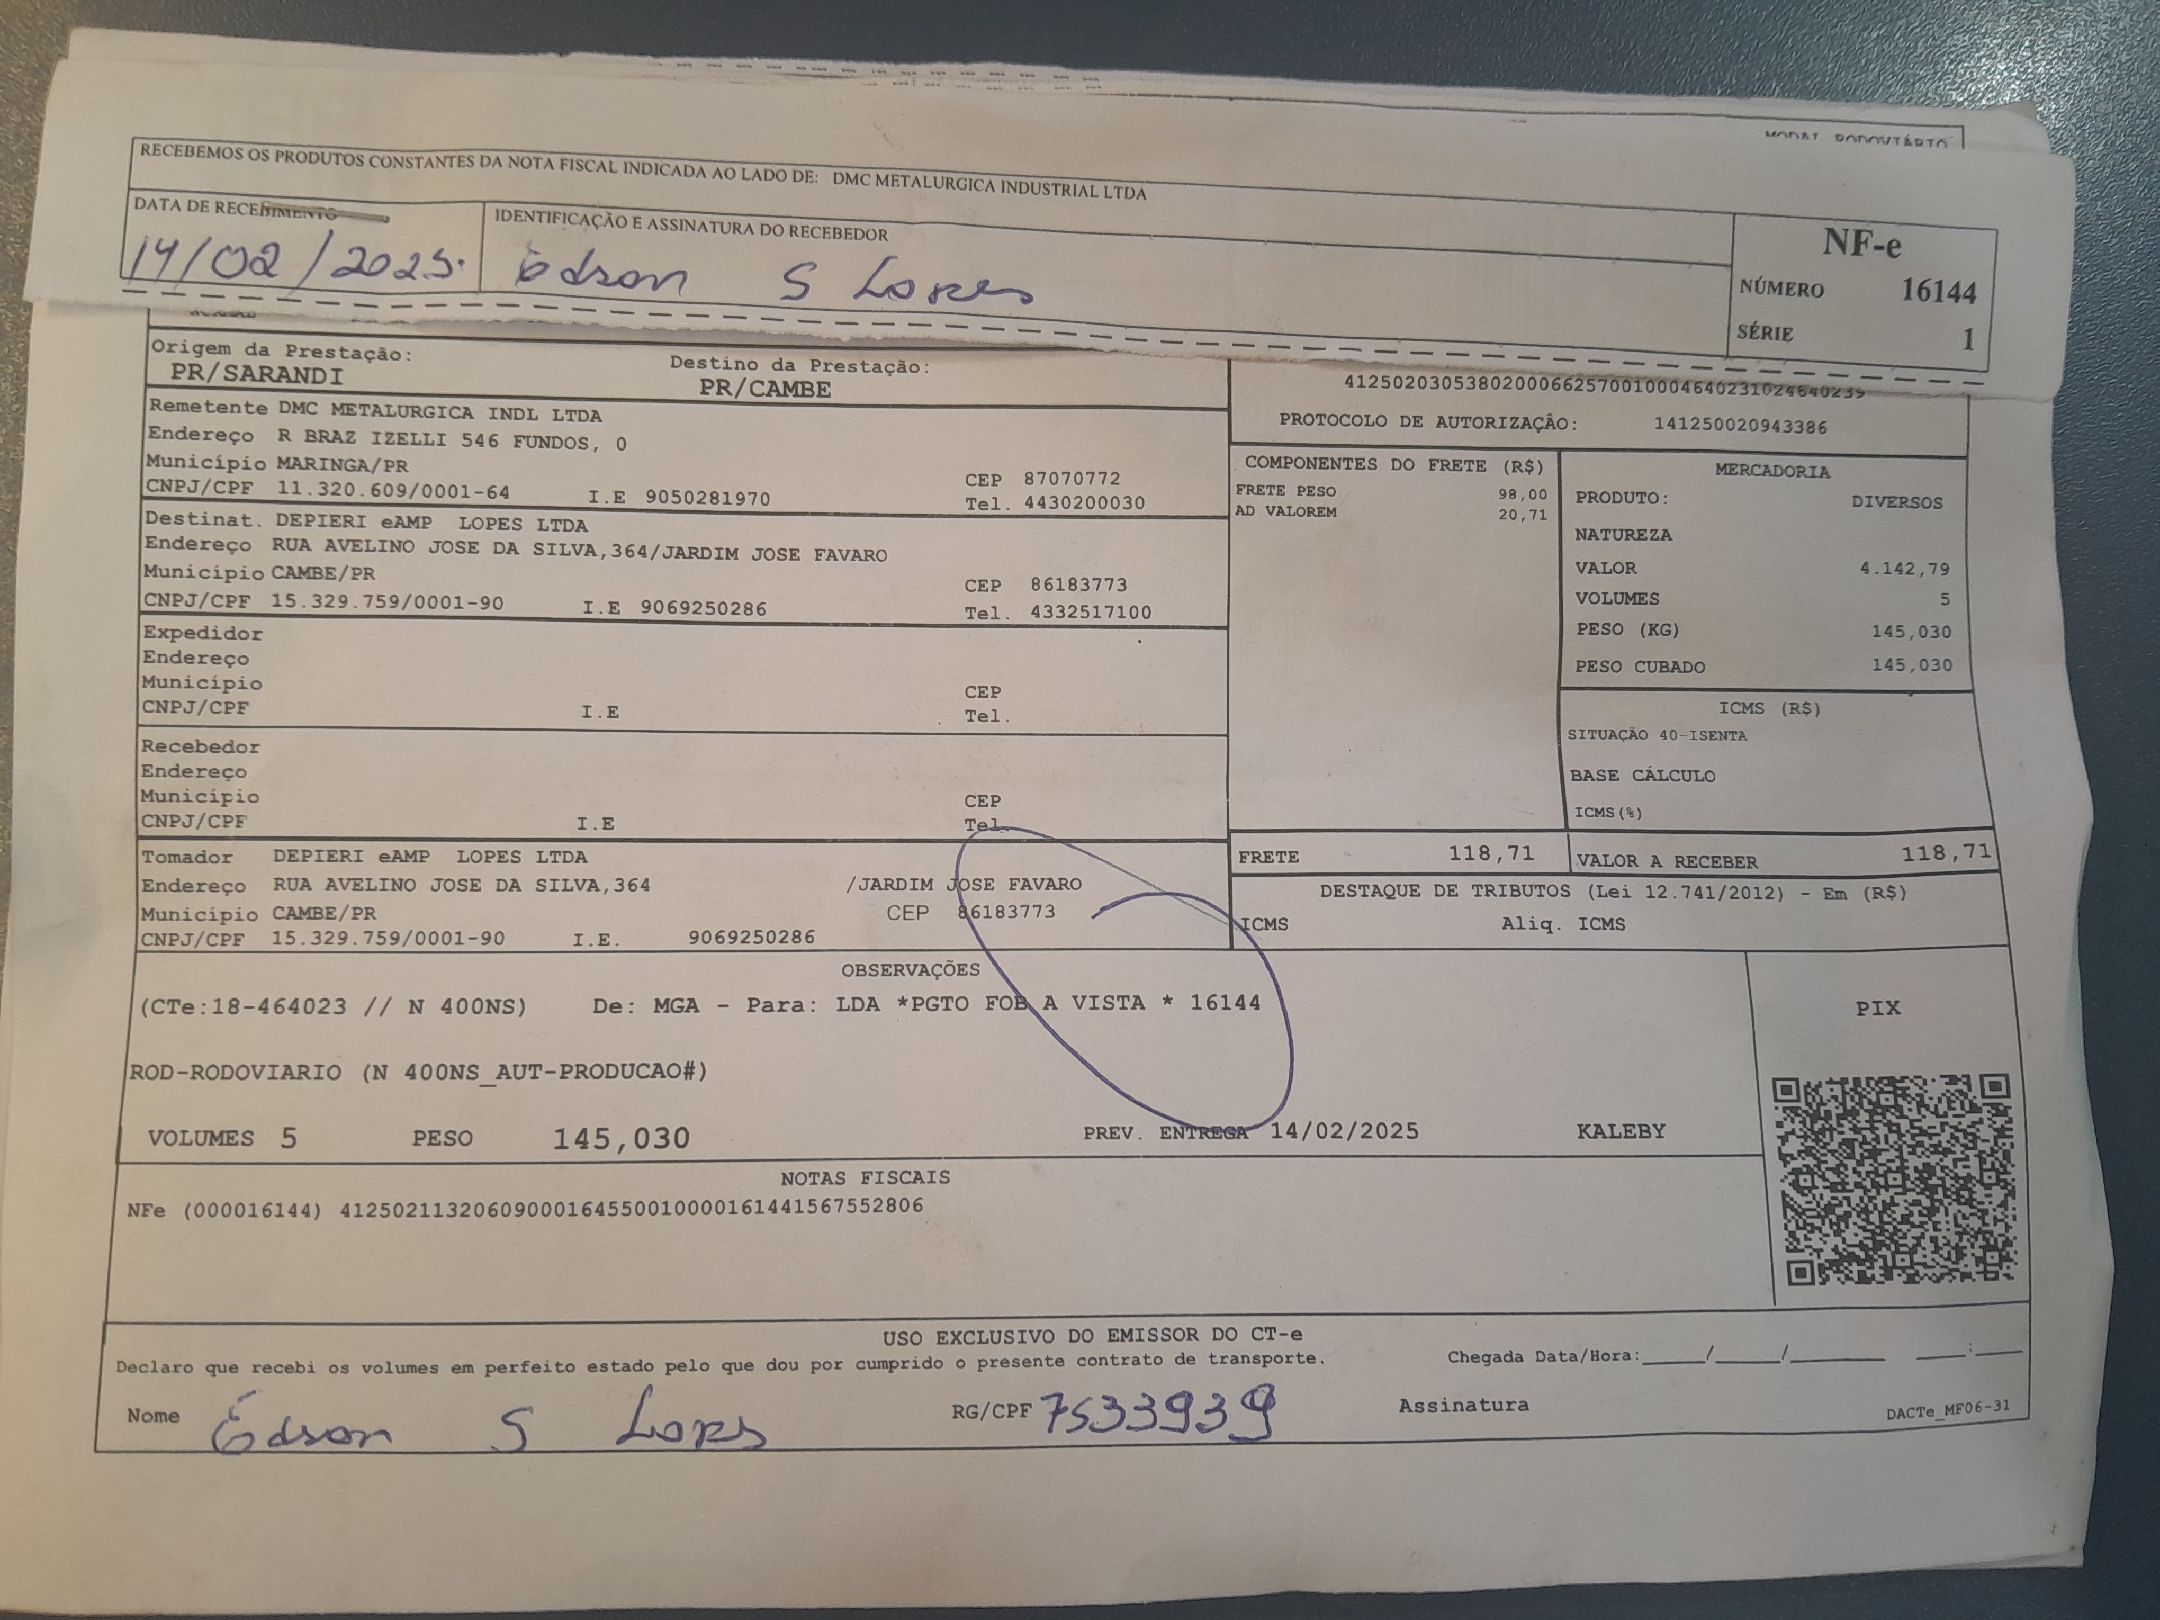 MODAL RODOVIÁRIO
RECEBEMOS OS PRODUTOS CONSTANTES DA NOTA FISCAL INDICADA AO LADO DE: DMC METALURGICA INDUSTRIAL LTDA
DATA DE RECEBIMENTO
14/02/2025.
IDENTIFICAÇÃO E ASSINATURA DO RECEBEDOR
Edson S Lopes
NF-e
NÚMERO 16144
SÉRIE 1
Origem da Prestação: Destino da Prestação:
PR/SARANDI PR/CAMBE
Remetente DMC METALURGICA INDL LTDA
Endereço R BRAZ IZELLI 546 FUNDOS, 0
Município MARINGA/PR CEP 87070772
CNPJ/CPF 11.320.609/0001-64 I.E 9050281970 Tel. 4430200030
Destinat. DEPIERI eAMP LOPES LTDA
Endereço RUA AVELINO JOSE DA SILVA,364/JARDIM JOSE FAVARO
Município CAMBE/PR CEP 86183773
CNPJ/CPF 15.329.759/0001-90 I.E 9069250286 Tel. 4332517100
Expedidor
Endereço
Município CEP
CNPJ/CPF I.E Tel.
Recebedor
Endereço
Município CEP
CNPJ/CPF I.E Tel.
Tomador DEPIERI eAMP LOPES LTDA
Endereço RUA AVELINO JOSE DA SILVA,364 /JARDIM JOSE FAVARO
Município CAMBE/PR CEP 86183773
CNPJ/CPF 15.329.759/0001-90 I.E. 9069250286
41250203053802000662570010004640231024640239
PROTOCOLO DE AUTORIZAÇÂO: 141250020943386
COMPONENTES DO FRETE (R$)
FRETE PESO 98,00
AD VALOREM 20,71
MERCADORIA
PRODUTO: DIVERSOS
NATUREZA
VALOR 4.142,79
VOLUMES 5
PESO (KG) 145,030
PESO CUBADO 145,030
ICMS (R$)
SITUAÇÃO 40-ISENTA
BASE CÁLCULO
ICMS(%)
FRETE 118,71 VALOR A RECEBER 118,71
DESTAQUE DE TRIBUTOS (Lei 12.741/2012) - Em (R$)
ICMS Aliq. ICMS
OBSERVAÇÕES
(CTe:18-464023 // N 400NS) De: MGA - Para: LDA *PGTO FOB A VISTA * 16144
ROD-RODOVIARIO (N 400NS_AUT-PRODUCAO#)
VOLUMES 5 PESO 145,030 PREV. ENTREGA 14/02/2025 KALEBY
PIX
NOTAS FISCAIS
NFe (000016144) 41250211320609000164550010000161441567552806
USO EXCLUSIVO DO EMISSOR DO CT-e
Declaro que recebi os volumes em perfeito estado pelo que dou por cumprido o presente contrato de transporte. Chegada Data/Hora:_____/_____/_______ ___:___
Nome Edson S Lopes RG/CPF 7533939 Assinatura
DACTe_MF06-31